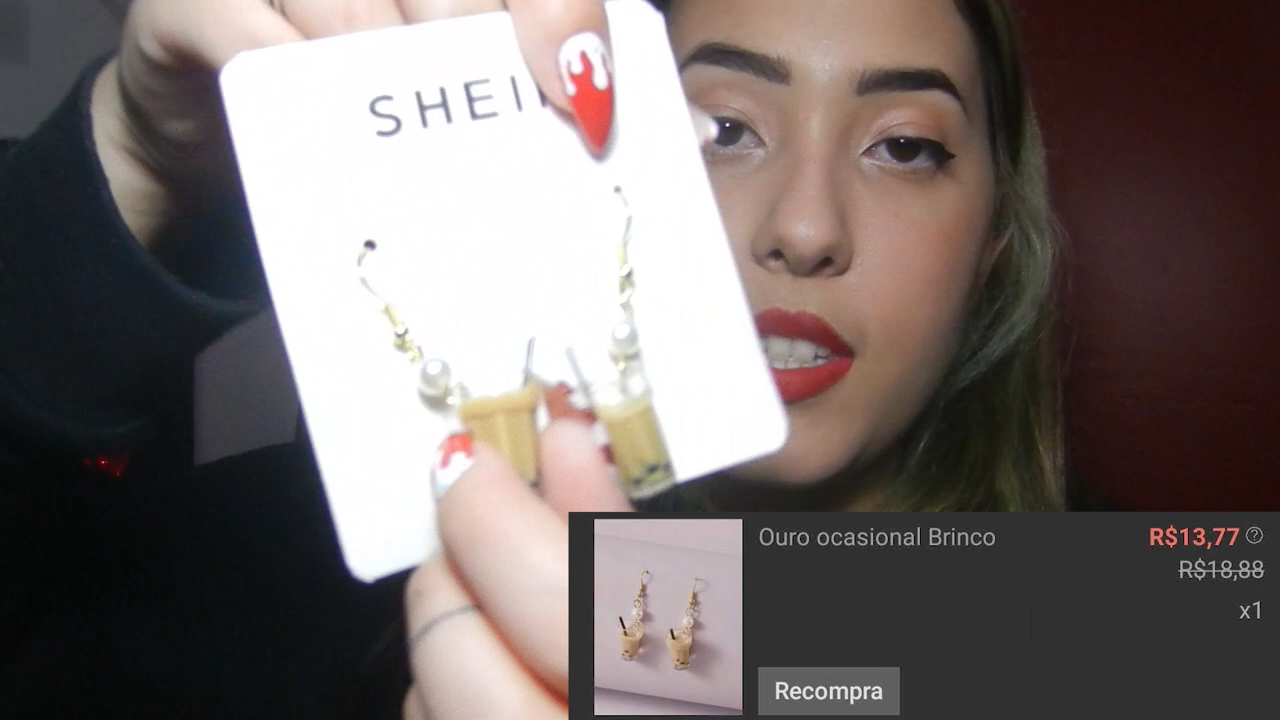 SHEI
Ouro ocasional Brinco
R$13,77
R$18,88
x1
Recompra